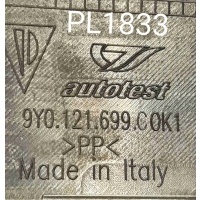 PL1833
autotest
9Y0.121.699.C0K1
>PP<
Made in Italy